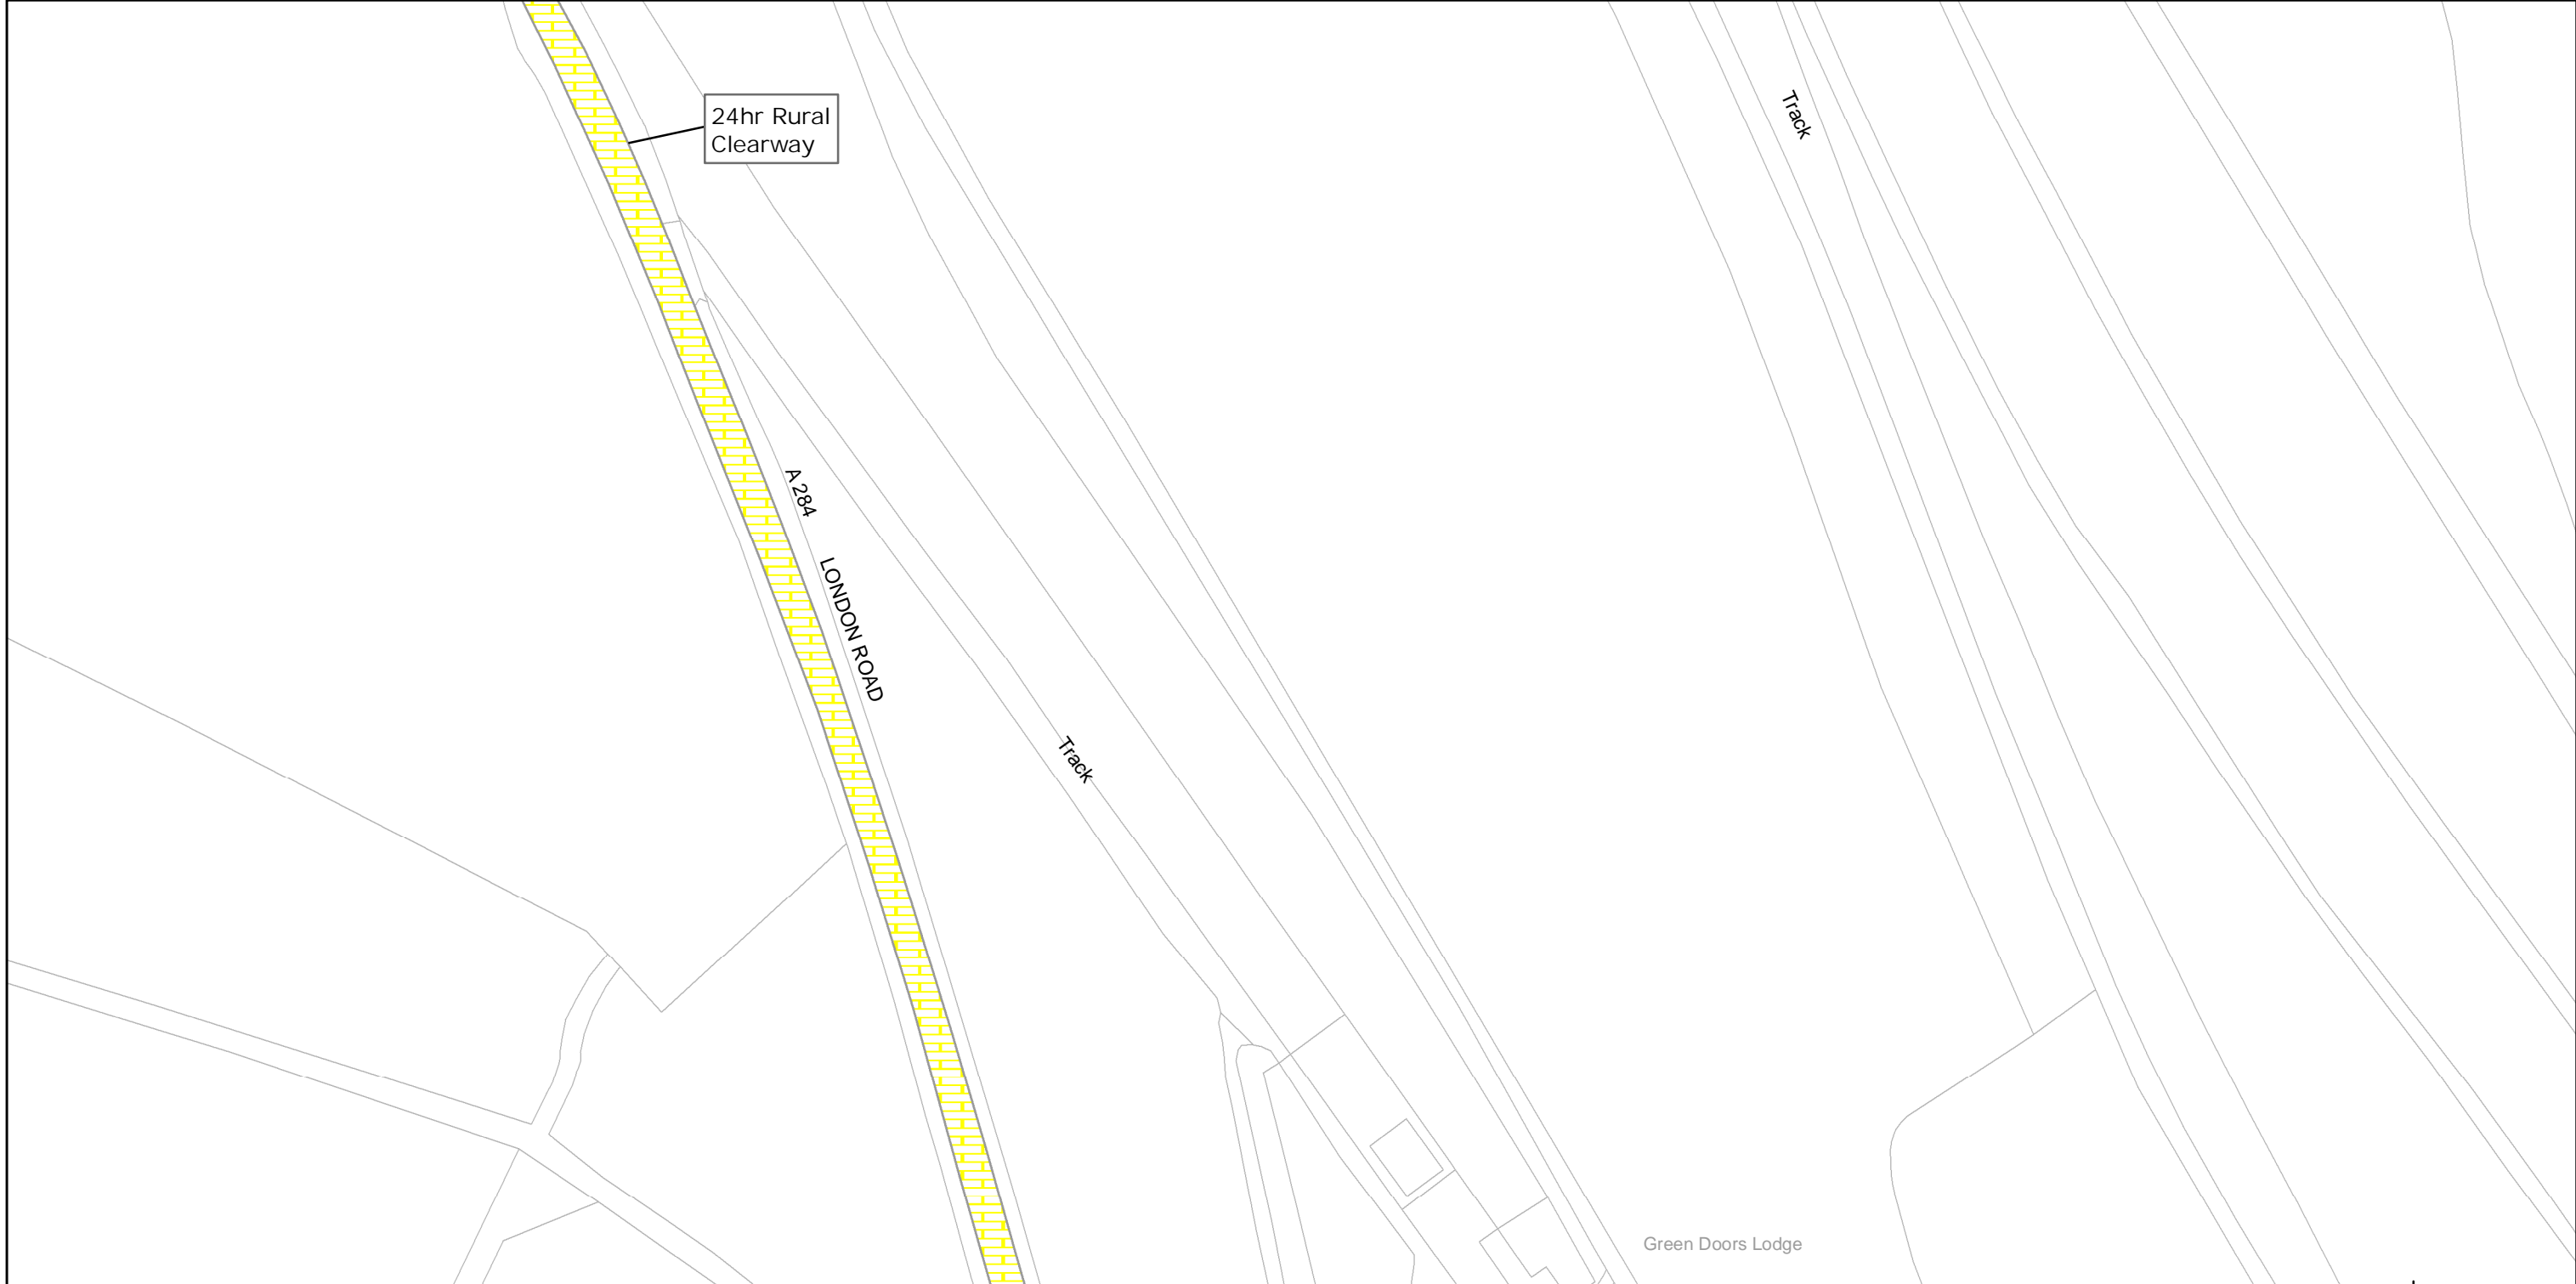 Track
24hr Rural
Clearway
A 284
LONDON ROAD
Track
Green Doors Lodge